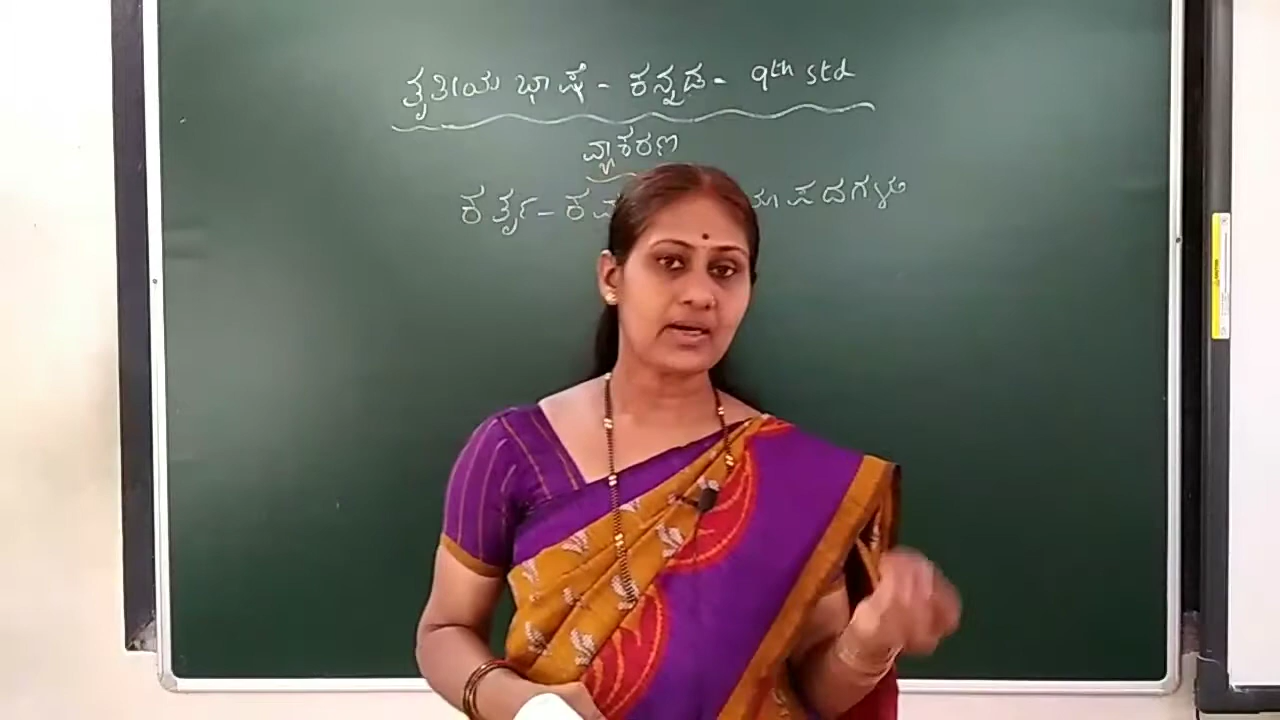 ತೃತೀಯ ಭಾಷೆ - ಕನ್ನಡ - 9th std
ವ್ಯಾಕರಣ
ಕರ್ತೃ - ಪದಗಳು